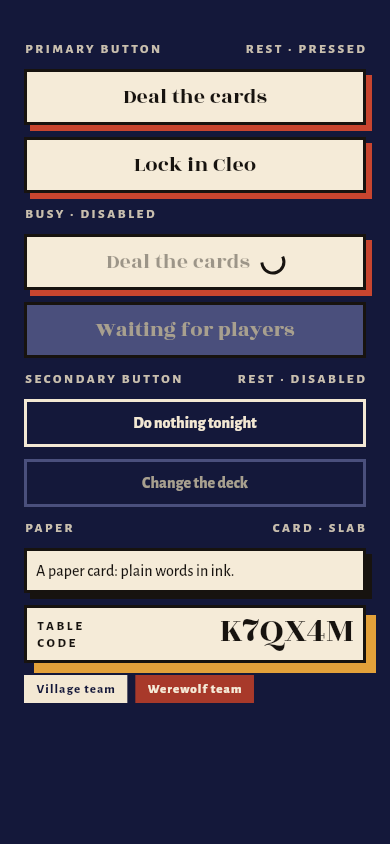 PRIMARY BUTTON REST · PRESSED
Deal the cards
Lock in Cleo
BUSY · DISABLED
Deal the cards
Waiting for players
SECONDARY BUTTON REST · DISABLED
Do nothing tonight
Change the deck
PAPER CARD · SLAB
A paper card: plain words in ink.
TABLE CODE K7QX4M
Village team Werewolf team